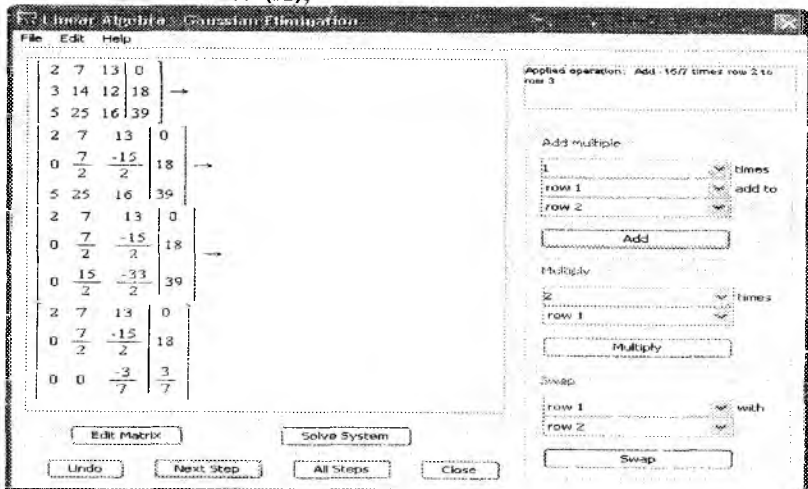 Linear Algebra - Gaussian Elimination
File Edit Help
2 7 13 0
3 14 12 18 →
5 25 16 39
2 7 13 0
0 7/2 -15/2 18 →
5 25 16 39
2 7 13 0
0 7/2 -15/2 18 →
0 15/2 -33/2 39
2 7 13 0
0 7/2 -15/2 18
0 0 -3/7 3/7
Edit Matrix Solve System
Undo Next Step All Steps Close
Applied operation: Add times row 2 to
row 3
Add multiple
1 times
row 1 add to
row 2
Add
Multiply
2 times
row 1
Multiply
Swap
row 1 with
row 2
Swap